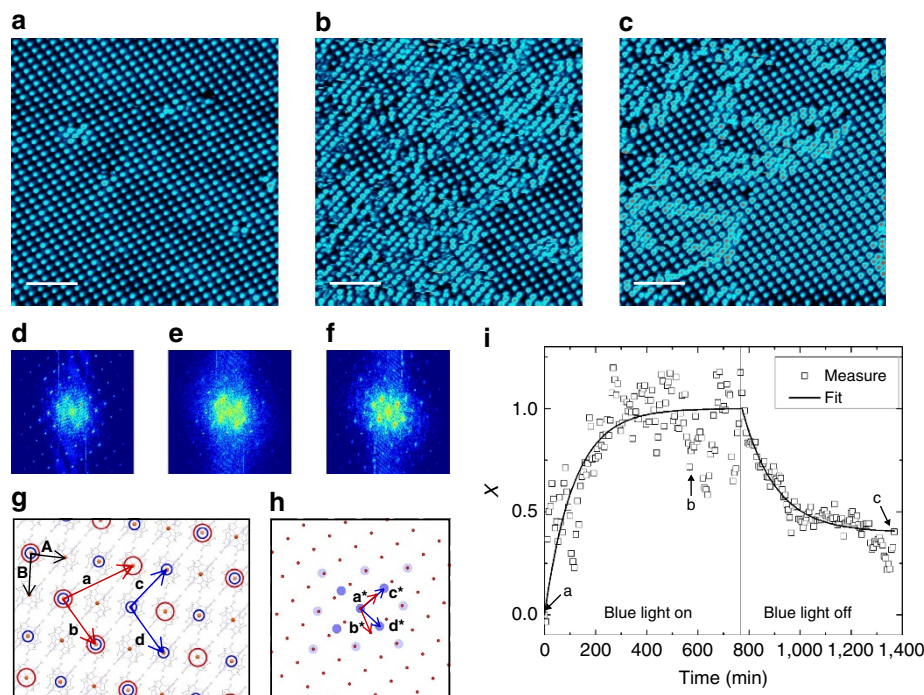 a
b
c
d
e
f
i
Measure
Fit
1.0
X
0.5
0.0
b
c
a
Blue light on
Blue light off
0 200 400 600 800 1,000 1,200 1,400
Time (min)
g
A
B
a
c
b
d
h
a* c*
b* d*